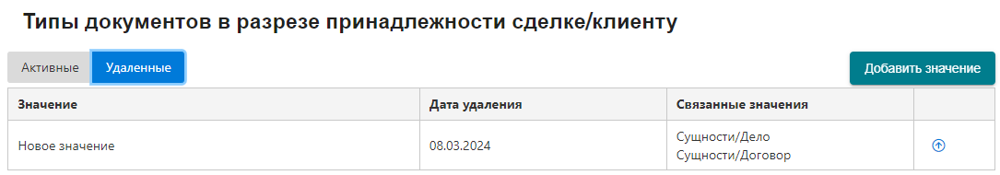 Типы документов в разрезе принадлежности сделке/клиенту
Активные Удаленные Добавить значение
Значение Дата удаления Связанные значения
Новое значение 08.03.2024 Сущности/Дело
Сущности/Договор